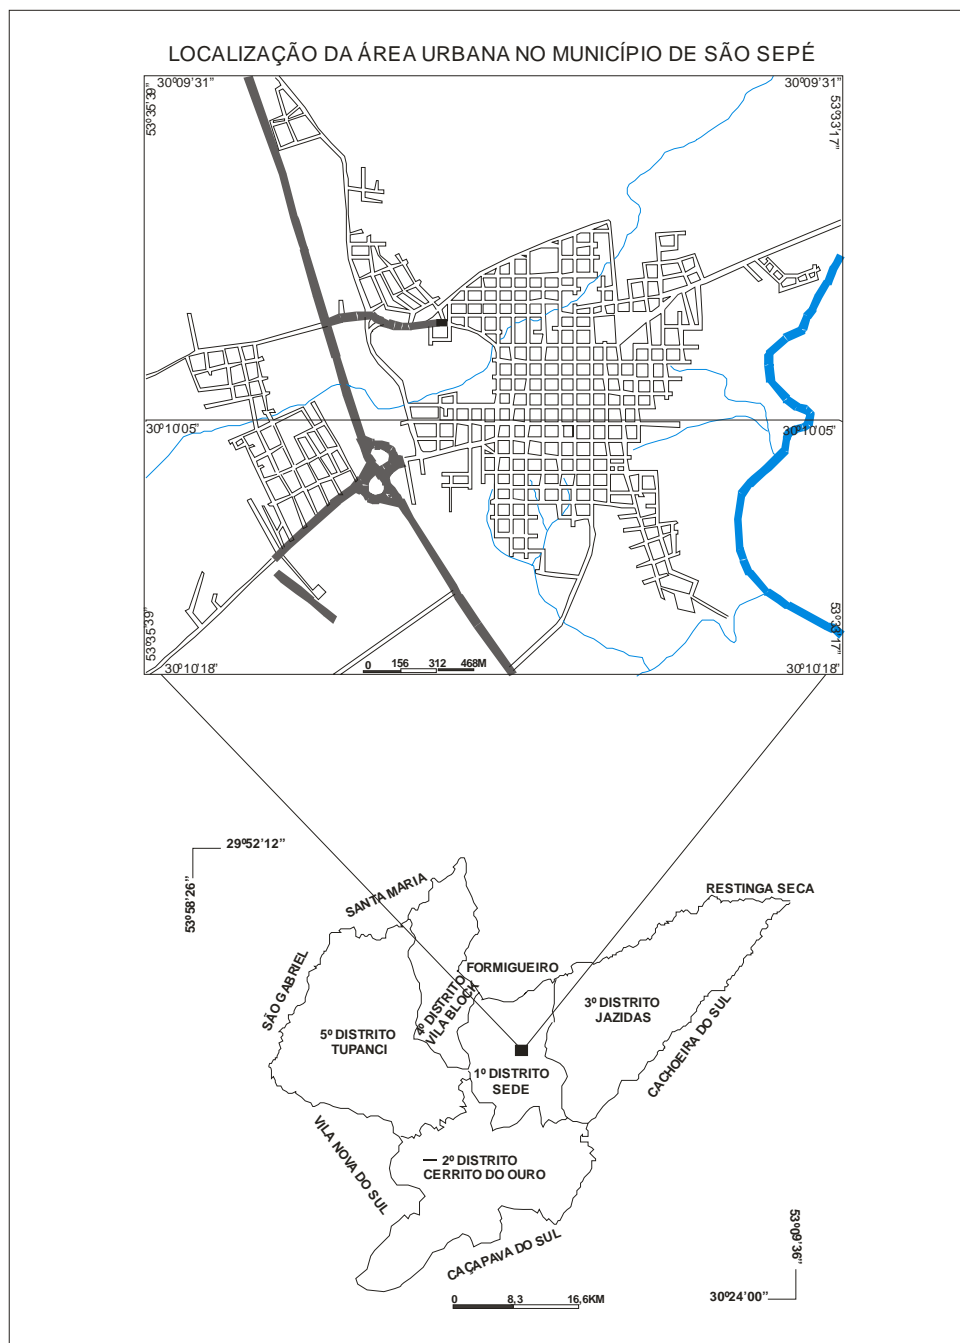 LOCALIZAÇÃO DA ÁREA URBANA NO MUNICÍPIO DE SÃO SEPÉ
30º09'31"
30º09'31"
53º35'39"
53º33'17"
30º10'05"
30º10'05"
53º35'39"
53º33'17"
0 156 312 468M
30º10'18"
30º10'18"
29º52'12"
53º58'26"
SANTA MARIA
RESTINGA SECA
SÃO GABRIEL
FORMIGUEIRO
4º DISTRITO
VILA BLOCK
3º DISTRITO
JAZIDAS
5º DISTRITO
TUPANCI
CACHOEIRA DO SUL
1º DISTRITO
SEDE
VILA NOVA DO SUL
2º DISTRITO
CERRITO DO OURO
CAÇAPAVA DO SUL
53º09'36"
30º24'00"
0 8,3 16,6KM